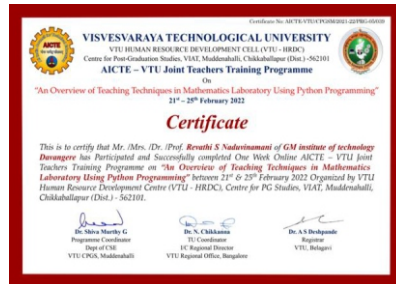 Certificate No: AICTE-VTU/CPGSM/2021-22/PRG-03/035
AICTE
VISVESVARAYA TECHNOLOGICAL UNIVERSITY
VTU HUMAN RESOURCE DEVELOPMENT CELL (VTU - HRDC)
Centre for Post-Graduation Studies, VIAT, Muddenahalli, Chikkaballapur (Dist.) -562101
AICTE – VTU Joint Teachers Training Programme
On
“An Overview of Teaching Techniques in Mathematics Laboratory Using Python Programming”
21st – 25th February 2022
Certificate
This is to certify that Mr. /Mrs. /Dr. /Prof. Revathi S Naduvinamani of GM institute of technology
Davangere has Participated and Successfully completed One Week Online AICTE – VTU Joint
Teachers Training Programme on “An Overview of Teaching Techniques in Mathematics
Laboratory Using Python Programming” between 21st & 25th February 2022 Organized by VTU
Human Resource Development Centre (VTU - HRDC), Centre for PG Studies, VIAT, Muddenahalli,
Chikkaballapur (Dist.) - 562101.
Dr. Shiva Murthy G
Programme Coordinator
Dept of CSE
VTU CPGS, Muddenahalli
Dr. N. Chikkanna
TU Coordinator
I/C Regional Director
VTU Regional Office, Bangalore
Dr. A S Deshpande
Registrar
VTU, Belagavi